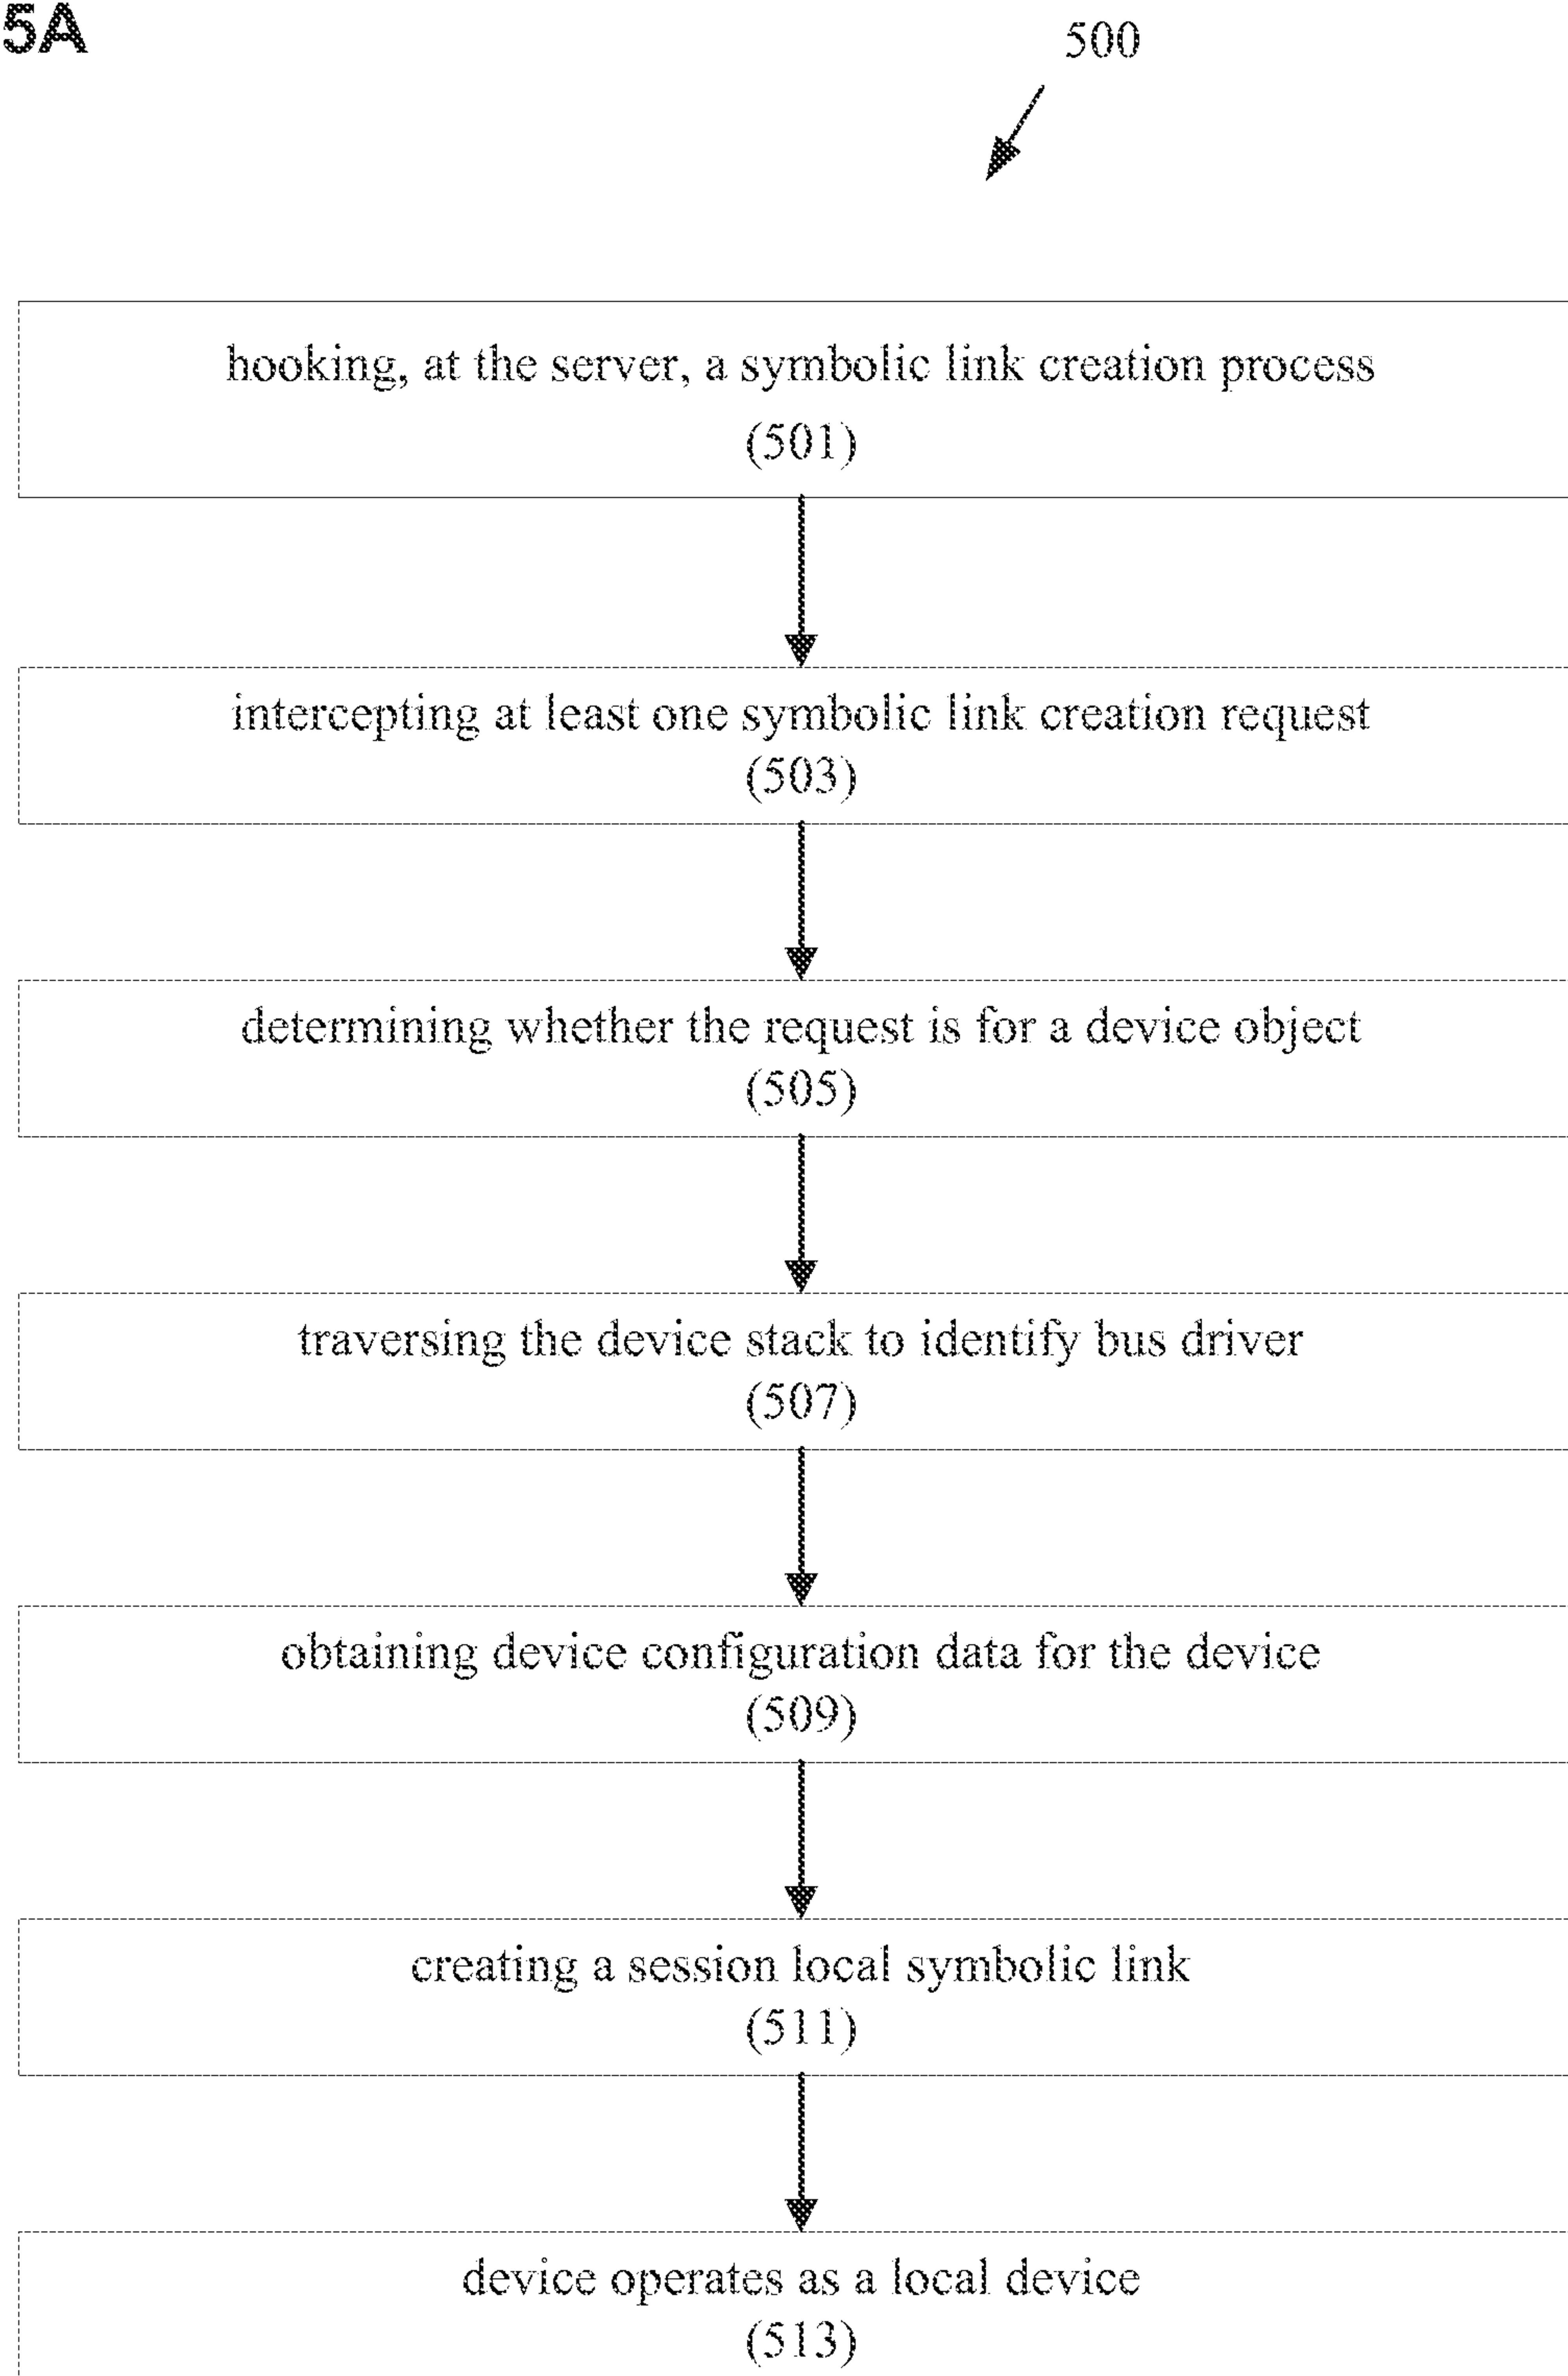 5A
500
hooking, at the server, a symbolic link creation process
(501)
intercepting at least one symbolic link creation request
(503)
determining whether the request is for a device object
(505)
traversing the device stack to identify bus driver
(507)
obtaining device configuration data for the device
(509)
creating a session local symbolic link
(511)
device operates as a local device
(513)